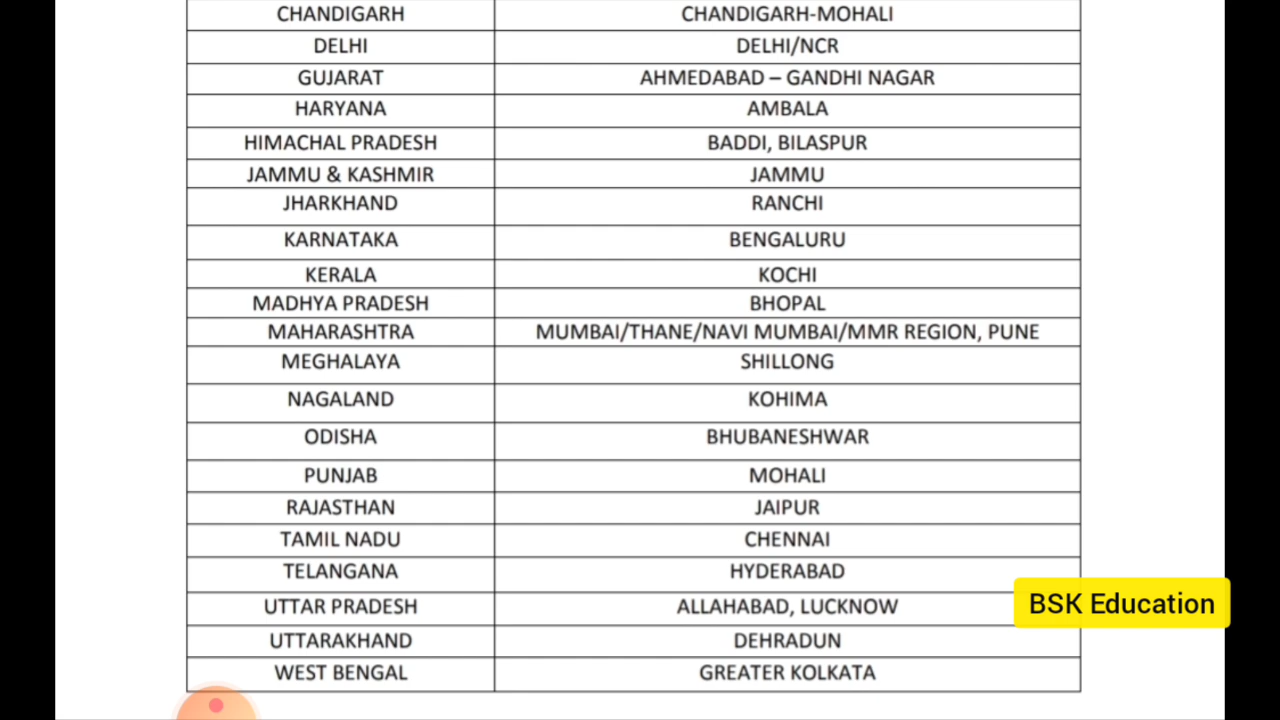 CHANDIGARH CHANDIGARH-MOHALI
DELHI DELHI/NCR
GUJARAT AHMEDABAD – GANDHI NAGAR
HARYANA AMBALA
HIMACHAL PRADESH BADDI, BILASPUR
JAMMU & KASHMIR JAMMU
JHARKHAND RANCHI
KARNATAKA BENGALURU
KERALA KOCHI
MADHYA PRADESH BHOPAL
MAHARASHTRA MUMBAI/THANE/NAVI MUMBAI/MMR REGION, PUNE
MEGHALAYA SHILLONG
NAGALAND KOHIMA
ODISHA BHUBANESHWAR
PUNJAB MOHALI
RAJASTHAN JAIPUR
TAMIL NADU CHENNAI
TELANGANA HYDERABAD
UTTAR PRADESH ALLAHABAD, LUCKNOW
BSK Education
UTTARAKHAND DEHRADUN
WEST BENGAL GREATER KOLKATA